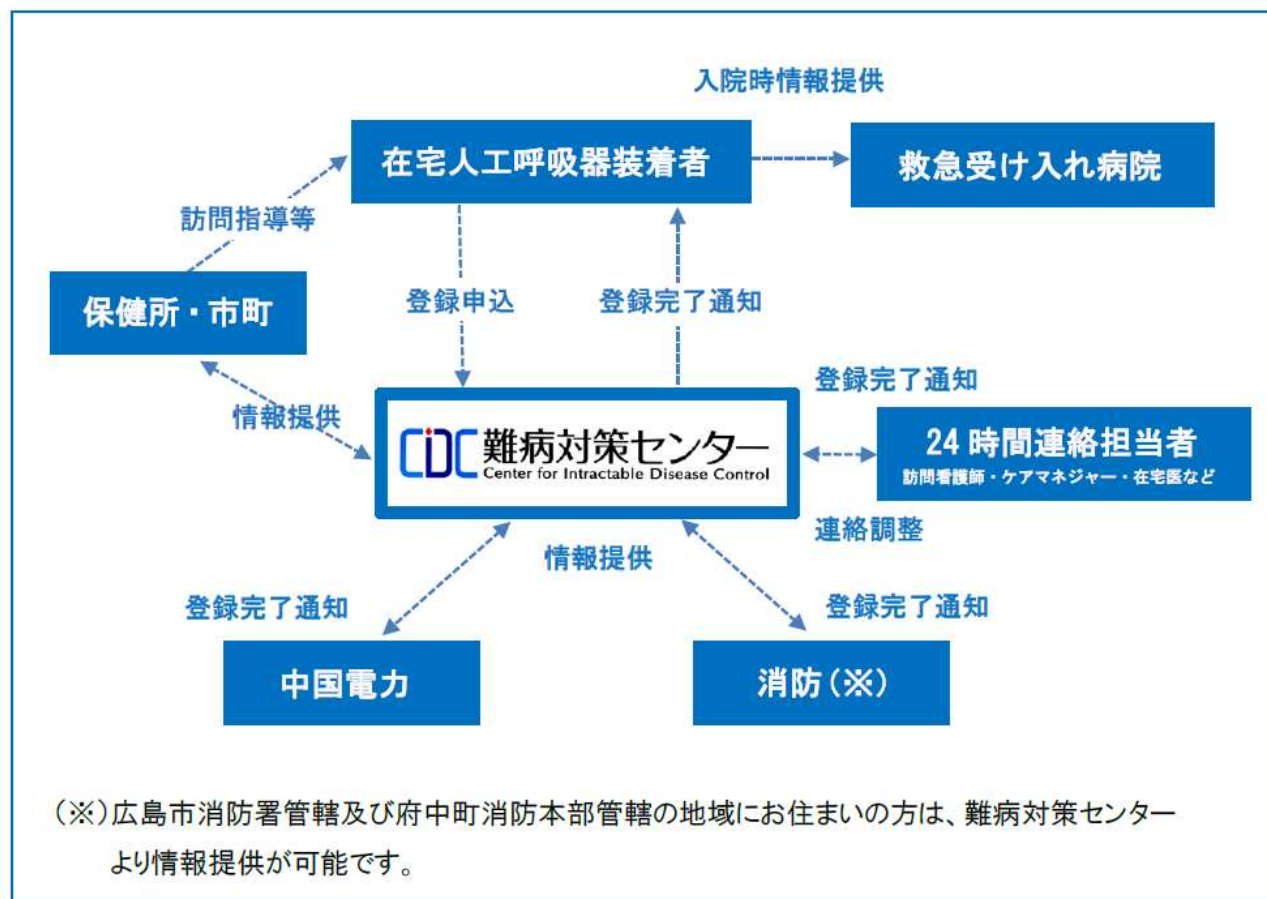 入院時情報提供
在宅人工呼吸器装着者
救急受け入れ病院
訪問指導等
保健所・市町
登録申込
登録完了通知
登録完了通知
情報提供
CiDC 難病対策センター
Center for Intractable Disease Control
24時間連絡担当者
訪問看護師・ケアマネジャー・在宅医など
連絡調整
情報提供
登録完了通知
登録完了通知
中国電力
消防(※)
(※)広島市消防署管轄及び府中町消防本部管轄の地域にお住まいの方は、難病対策センター
より情報提供が可能です。